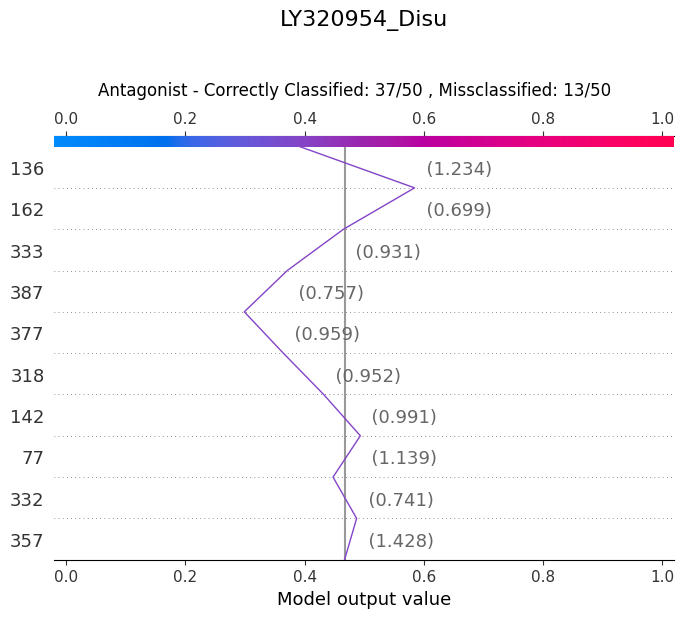 LY320954_Disu
Antagonist - Correctly Classified: 37/50 , Missclassified: 13/50
0.0 0.2 0.4 0.6 0.8 1.0
136 (1.234)
162 (0.699)
333 (0.931)
387 (0.757)
377 (0.959)
318 (0.952)
142 (0.991)
77 (1.139)
332 (0.741)
357 (1.428)
0.0 0.2 0.4 0.6 0.8 1.0
Model output value